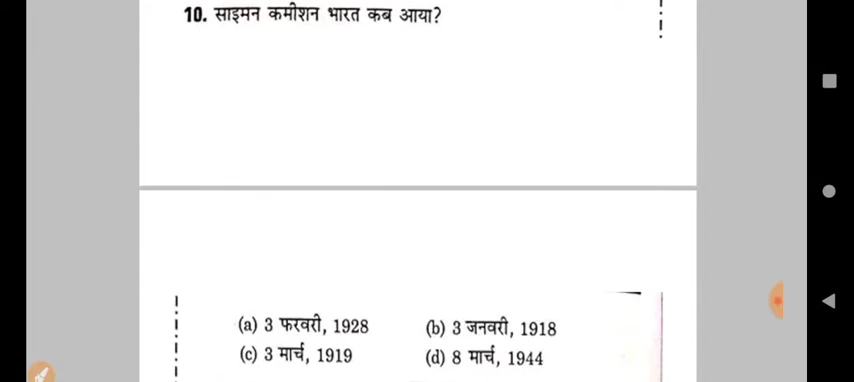 10. साइमन कमीशन भारत कब आया?
(a) 3 फरवरी, 1928 (b) 3 जनवरी, 1918
(c) 3 मार्च, 1919 (d) 8 मार्च, 1944